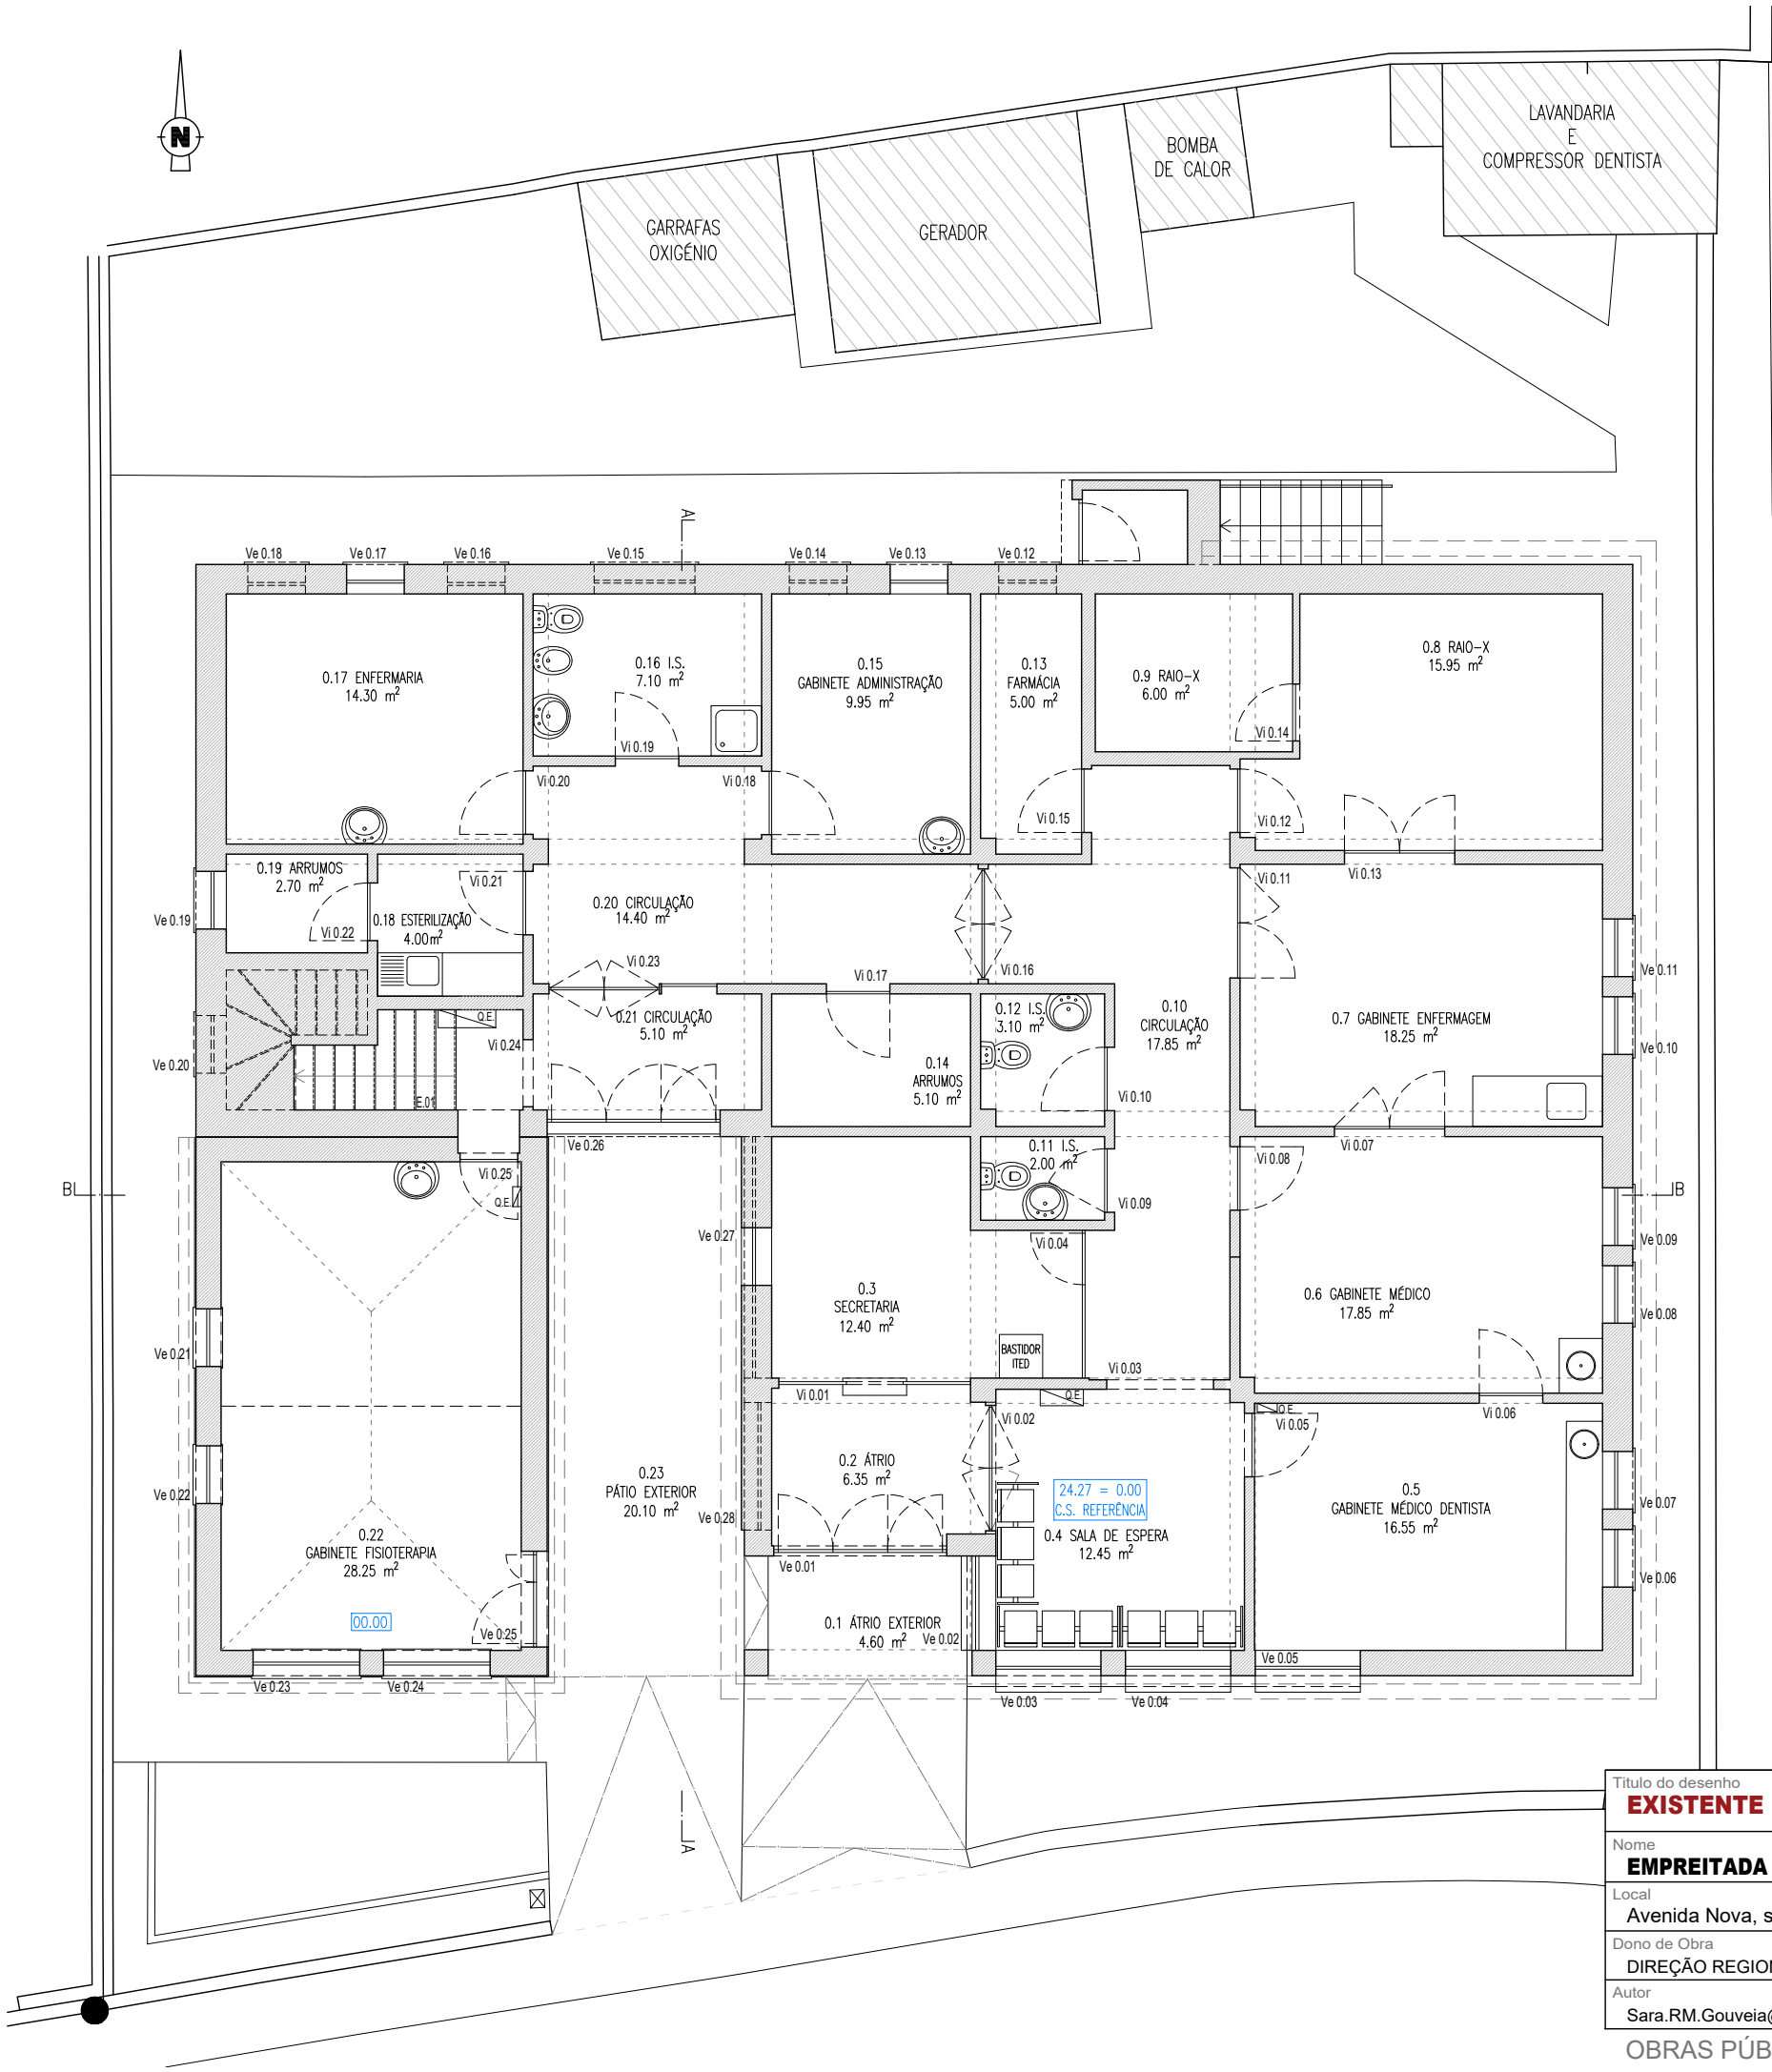 N
LAVANDARIA
E
COMPRESSOR DENTISTA
BOMBA
DE CALOR
GARRAFAS
OXIGÉNIO
GERADOR
A
Ve 0.18
Ve 0.17
Ve 0.16
Ve 0.15
Ve 0.14
Ve 0.13
Ve 0.12
0.17 ENFERMARIA
14.30 m²
0.16 I.S.
7.10 m²
0.15
GABINETE ADMINISTRAÇÃO
9.95 m²
0.13
FARMÁCIA
5.00 m²
0.9 RAIO-X
6.00 m²
0.8 RAIO-X
15.95 m²
Vi 0.19
Vi 0.14
Vi 0.20
Vi 0.18
Vi 0.15
Vi 0.12
0.19 ARRUMOS
2.70 m²
Vi 0.21
Vi 0.11
Vi 0.13
Ve 0.19
Vi 0.22
0.18 ESTERILIZAÇÃO
4.00m²
0.20 CIRCULAÇÃO
14.40 m²
Vi 0.23
Vi 0.17
Vi 0.16
Ve 0.11
Q.E.
Vi 0.24
0.21 CIRCULAÇÃO
5.10 m²
0.12 I.S.
3.10 m²
0.10
CIRCULAÇÃO
17.85 m²
0.7 GABINETE ENFERMAGEM
18.25 m²
Ve 0.10
Ve 0.20
E.01
0.14
ARRUMOS
5.10 m²
Vi 0.10
Ve 0.26
Vi 0.25
Q.E.
0.11 I.S.
2.00 m²
Vi 0.08
Vi 0.07
B
B
Vi 0.09
Ve 0.27
Vi 0.04
Ve 0.09
0.3
SECRETARIA
12.40 m²
0.6 GABINETE MÉDICO
17.85 m²
Ve 0.08
Ve 0.21
BASTIDOR
ITED
Vi 0.03
Vi 0.01
Q.E.
Vi 0.02
Q.E.
Vi 0.05
Vi 0.06
0.2 ÁTRIO
6.35 m²
0.23
PÁTIO EXTERIOR
20.10 m²
Ve 0.22
Ve 0.28
24.27 = 0.00
C.S. REFERÊNCIA
0.5
GABINETE MÉDICO DENTISTA
16.55 m²
Ve 0.07
0.22
GABINETE FISIOTERAPIA
28.25 m²
0.4 SALA DE ESPERA
12.45 m²
Ve 0.01
Ve 0.06
00.00
Ve 0.25
0.1 ÁTRIO EXTERIOR
4.60 m²
Ve 0.02
Ve 0.05
Ve 0.23
Ve 0.24
Ve 0.03
Ve 0.04
A
Titulo do desenho
EXISTENTE
Nome
EMPREITADA
Local
Avenida Nova, s
Dono de Obra
DIREÇÃO REGION
Autor
Sara.RM.Gouveia@
OBRAS PÚB